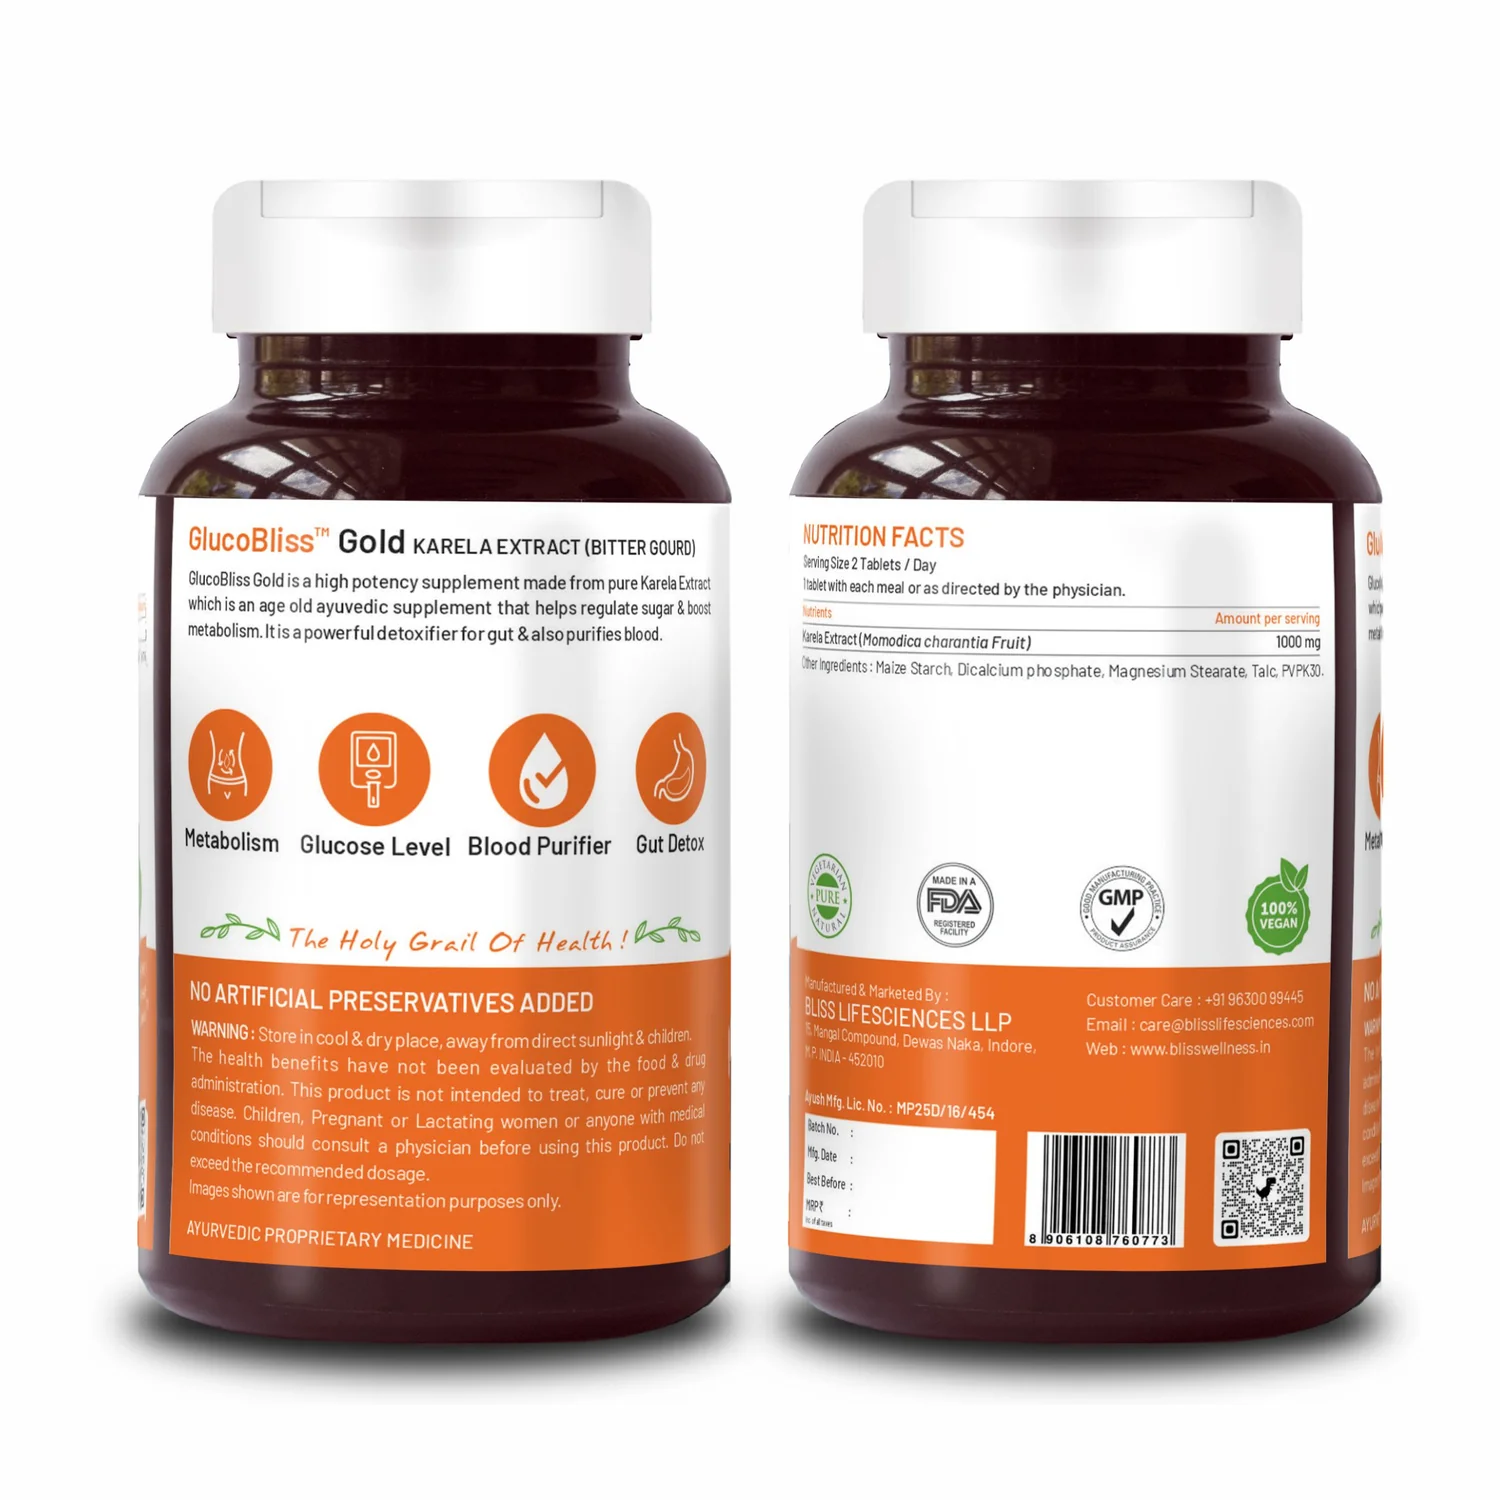 GlucoBliss™ Gold KARELA EXTRACT (BITTER GOURD)
GlucoBliss Gold is a high potency supplement made from pure Karela Extract
which is an age old ayuvedic supplement that helps regulate sugar & boost
metabolism. It is a powerful detoxifier for gut & also purifies blood.
Metabolism Glucose Level Blood Purifier Gut Detox
The Holy Grail Of Health !
NO ARTIFICIAL PRESERVATIVES ADDED
WARNING : Store in cool & dry place, away from direct sunlight & children.
The health benefits have not been evaluated by the food & drug
administration. This product is not intended to treat, cure or prevent any
disease. Children, Pregnant or Lactating women or anyone with medical
conditions should consult a physician before using this product. Do not
exceed the recommended dosage.
Images shown are for representation purposes only.
AYURVEDIC PROPRIETARY MEDICINE
NUTRITION FACTS
Serving Size 2 Tablets / Day
1 tablet with each meal or as directed by the physician.
Nutrients Amount per serving
Karela Extract (Momodica charantia Fruit) 1000 mg
Other Ingredients : Maize Starch, Dicalcium phosphate, Magnesium Stearate, Talc, PVPK30.
VEGETARIAN
PURE
NATURAL
MADE IN A
FDA
REGISTERED
FACILITY
GOOD MANUFACTURING PRACTICE
GMP
PRODUCT ASSURANCE
100%
VEGAN
Manufactured & Marketed By :
BLISS LIFESCIENCES LLP
15, Mangal Compound, Dewas Naka, Indore,
M.P. INDIA - 452010
Customer Care : +91 96300 99445
Email : care@blisslifesciences.com
Web : www.blisswellness.in
Ayush Mfg. Lic. No. : MP25D/16/454
Batch No. :
Mfg. Date :
Best Before :
MRP ₹ :
Inc. of all taxes
8 906108 760773